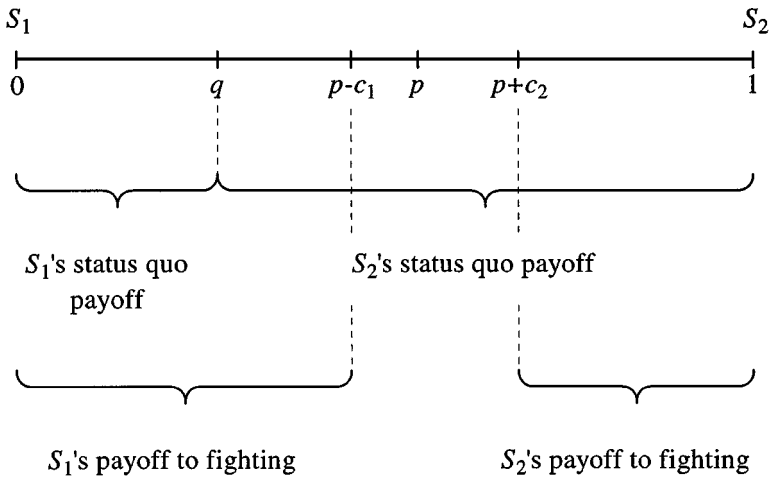 S₁ S₂
0 q p-c₁ p p+c₂ 1
S₁'s status quo S₂'s status quo payoff
payoff
S₁'s payoff to fighting S₂'s payoff to fighting